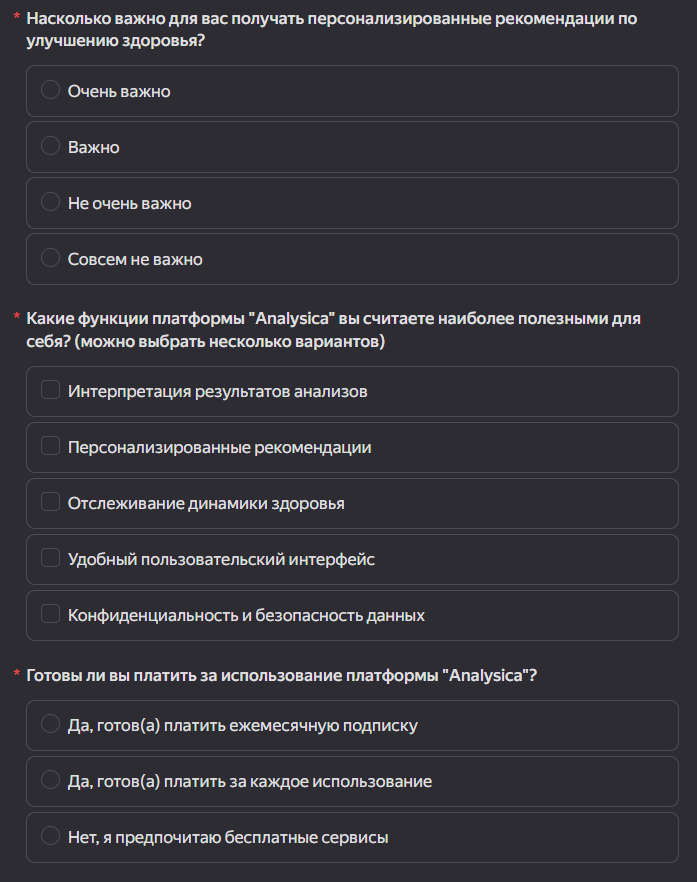 * Насколько важно для вас получать персонализированные рекомендации по
улучшению здоровья?
Очень важно
Важно
Не очень важно
Совсем не важно
* Какие функции платформы "Analysica" вы считаете наиболее полезными для
себя? (можно выбрать несколько вариантов)
Интерпретация результатов анализов
Персонализированные рекомендации
Отслеживание динамики здоровья
Удобный пользовательский интерфейс
Конфиденциальность и безопасность данных
* Готовы ли вы платить за использование платформы "Analysica"?
Да, готов(а) платить ежемесячную подписку
Да, готов(а) платить за каждое использование
Нет, я предпочитаю бесплатные сервисы